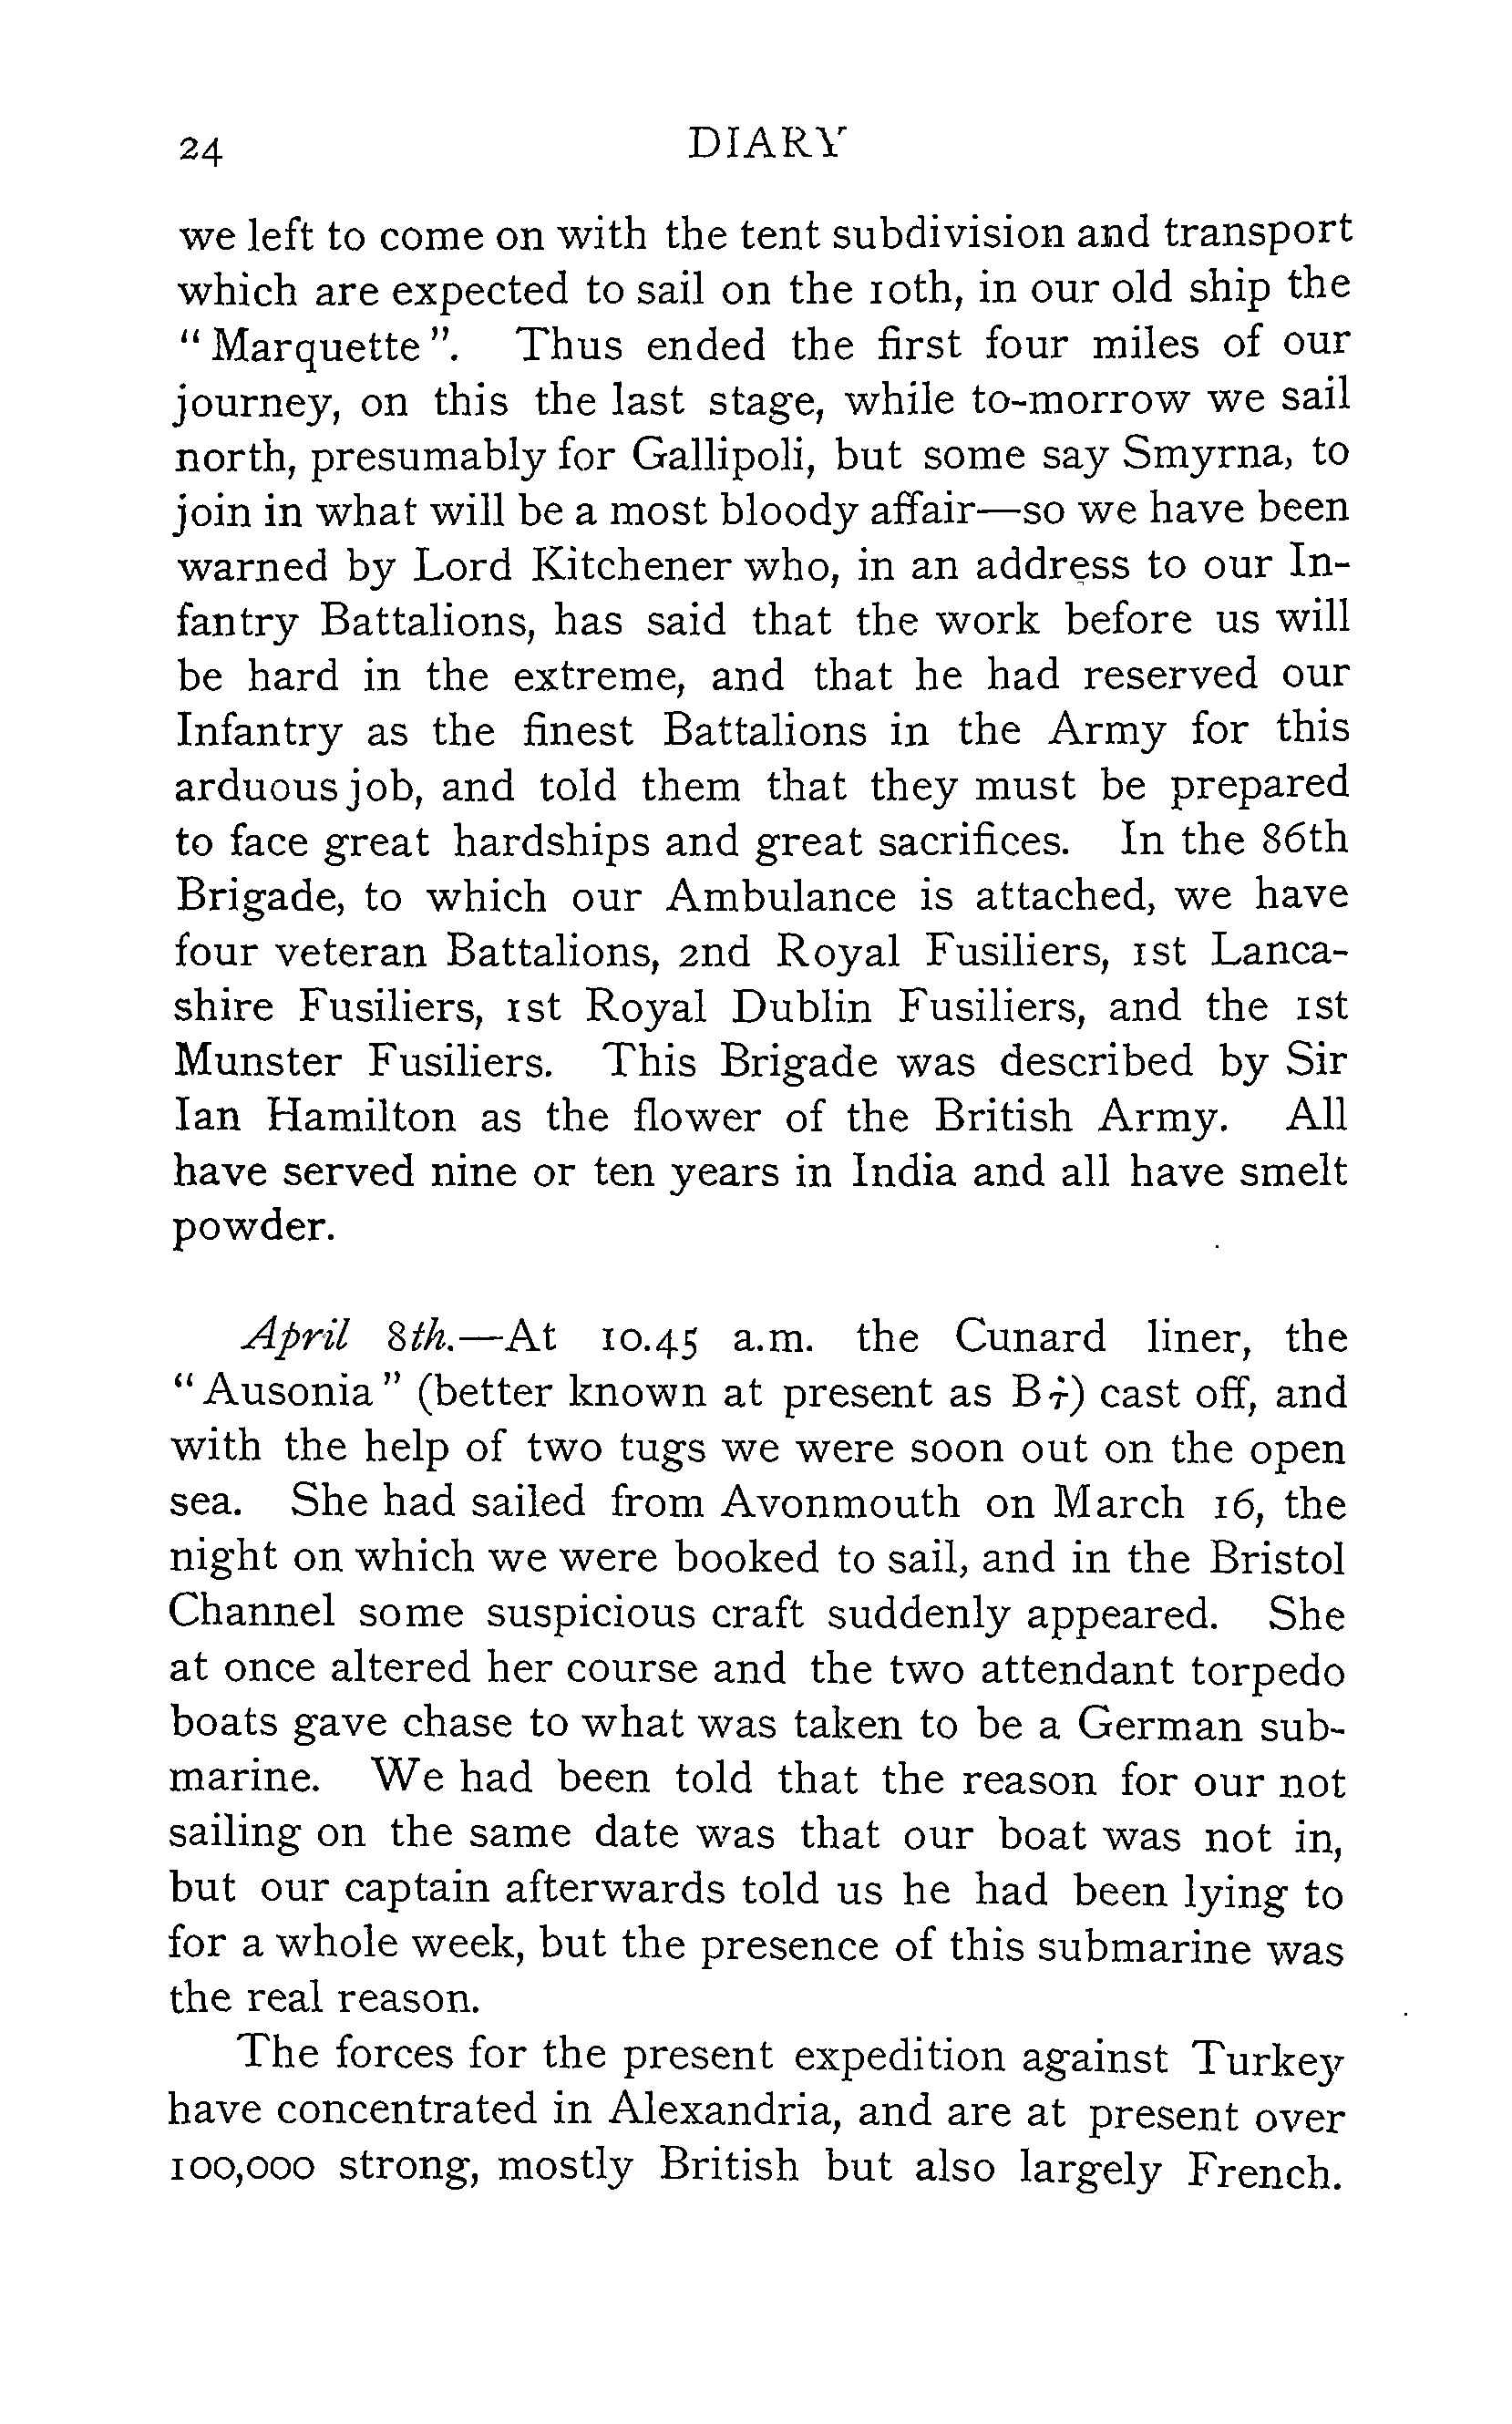 24 DIARY
we left to come on with the tent subdivision and transport
which are expected to sail on the 10th, in our old ship the
“Marquette”. Thus ended the first four miles of our
journey, on this the last stage, while to-morrow we sail
north, presumably for Gallipoli, but some say Smyrna, to
join in what will be a most bloody affair—so we have been
warned by Lord Kitchener who, in an address to our In-
fantry Battalions, has said that the work before us will
be hard in the extreme, and that he had reserved our
Infantry as the finest Battalions in the Army for this
arduous job, and told them that they must be prepared
to face great hardships and great sacrifices. In the 86th
Brigade, to which our Ambulance is attached, we have
four veteran Battalions, 2nd Royal Fusiliers, 1st Lanca-
shire Fusiliers, 1st Royal Dublin Fusiliers, and the 1st
Munster Fusiliers. This Brigade was described by Sir
Ian Hamilton as the flower of the British Army. All
have served nine or ten years in India and all have smelt
powder.
April 8th.—At 10.45 a.m. the Cunard liner, the
“Ausonia” (better known at present as B) cast off, and
with the help of two tugs we were soon out on the open
sea. She had sailed from Avonmouth on March 16, the
night on which we were booked to sail, and in the Bristol
Channel some suspicious craft suddenly appeared. She
at once altered her course and the two attendant torpedo
boats gave chase to what was taken to be a German sub-
marine. We had been told that the reason for our not
sailing on the same date was that our boat was not in,
but our captain afterwards told us he had been lying to
for a whole week, but the presence of this submarine was
the real reason.
The forces for the present expedition against Turkey
have concentrated in Alexandria, and are at present over
100,000 strong, mostly British but also largely French.